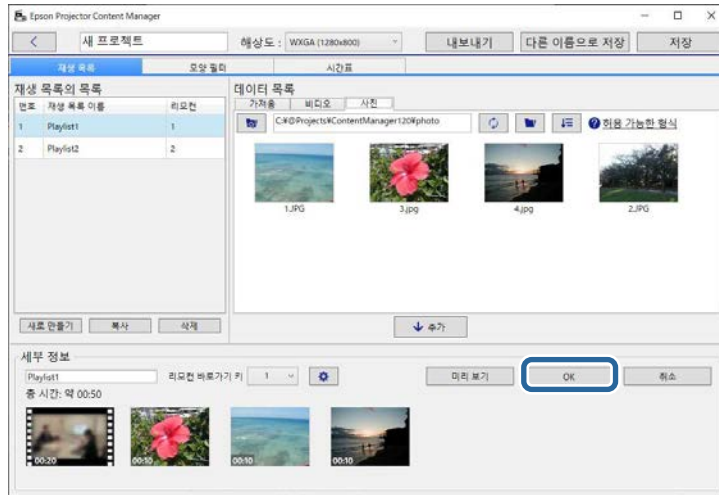 Epson Projector Content Manager
새 프로젝트 해상도 : WXGA (1280x800) 내보내기 다른 이름으로 저장 저장
재생 목록 모양 필터 시간표
재생 목록의 목록 데이터 목록
번호 재생 목록 이름 리모컨 가져옴 비디오 사진
1 Playlist1 1 C:¥@Projects¥ContentManager120¥photo 허용 가능한 형식
2 Playlist2 2
1.JPG 3.jpg 4.jpg 2.JPG
새로 만들기 복사 삭제 추가
세부 정보
Playlist1 리모컨 바로가기 키 1 미리 보기 OK 취소
총 시간: 약 00:50
00:20 00:10 00:10 00:10